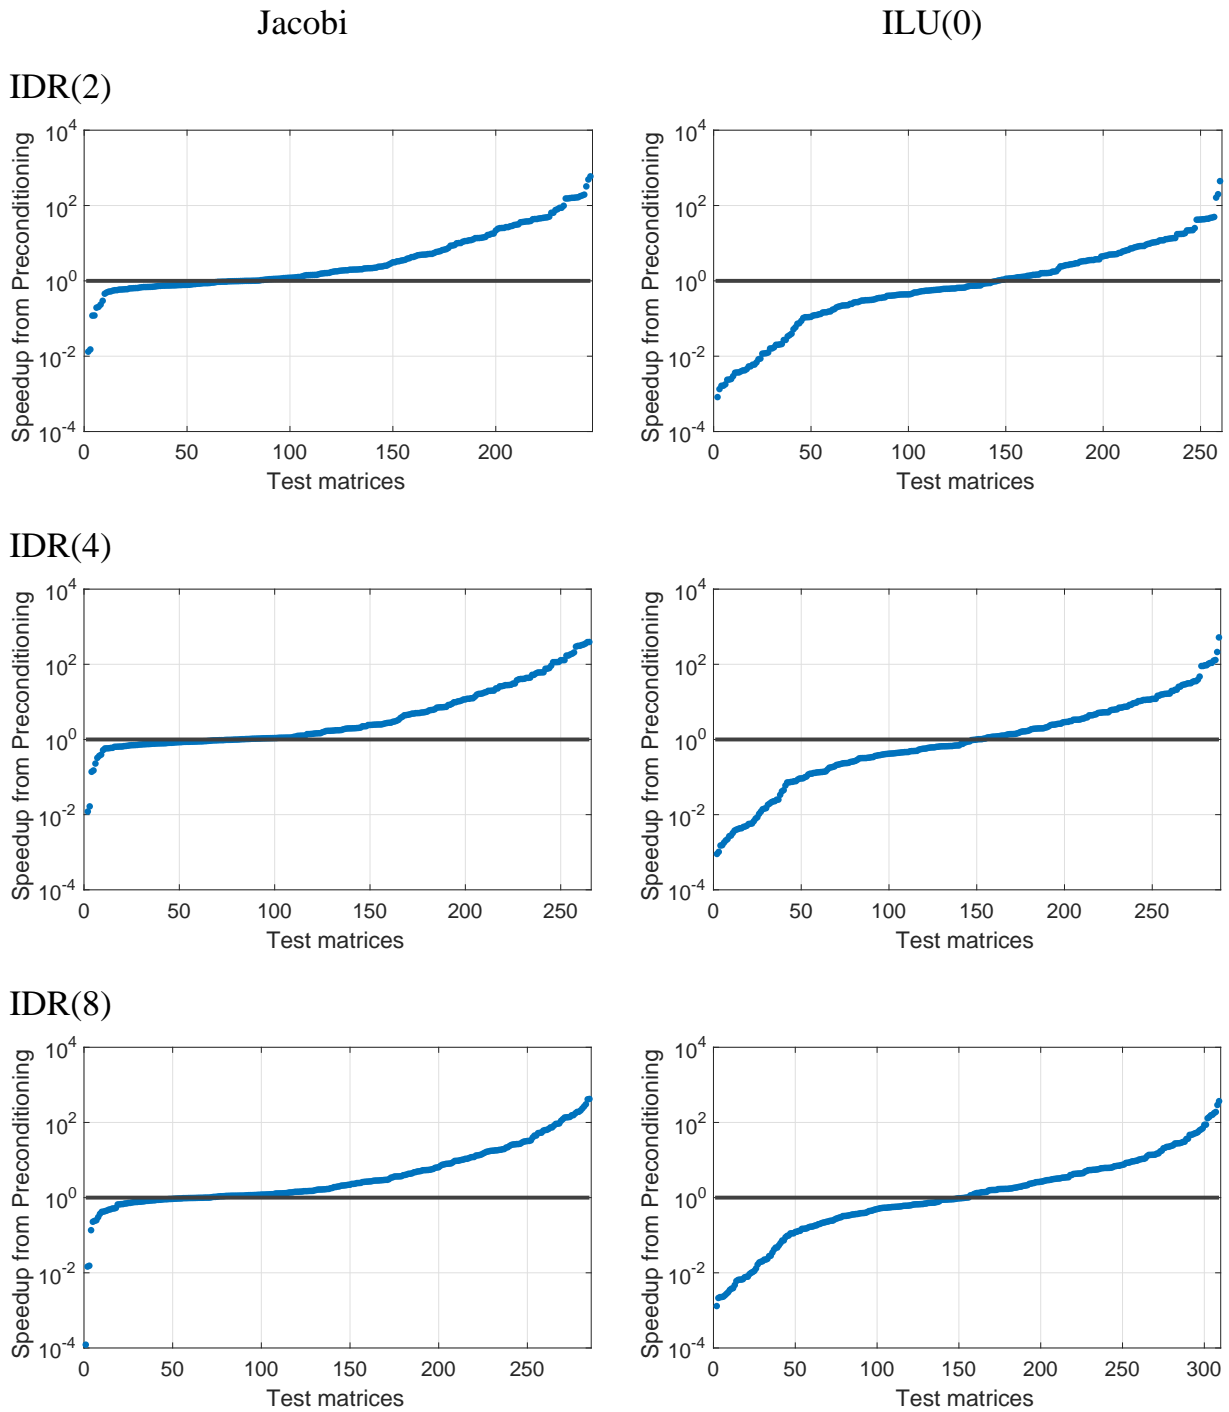 Jacobi ILU(0)
IDR(2)
Speedup from Preconditioning
10^4
10^2
10^0
10^-2
10^-4
0 50 100 150 200
Test matrices
Speedup from Preconditioning
10^4
10^2
10^0
10^-2
10^-4
0 50 100 150 200 250
Test matrices
IDR(4)
Speedup from Preconditioning
10^4
10^2
10^0
10^-2
10^-4
0 50 100 150 200 250
Test matrices
Speedup from Preconditioning
10^4
10^2
10^0
10^-2
10^-4
0 50 100 150 200 250
Test matrices
IDR(8)
Speedup from Preconditioning
10^4
10^2
10^0
10^-2
10^-4
0 50 100 150 200 250
Test matrices
Speedup from Preconditioning
10^4
10^2
10^0
10^-2
10^-4
0 50 100 150 200 250 300
Test matrices